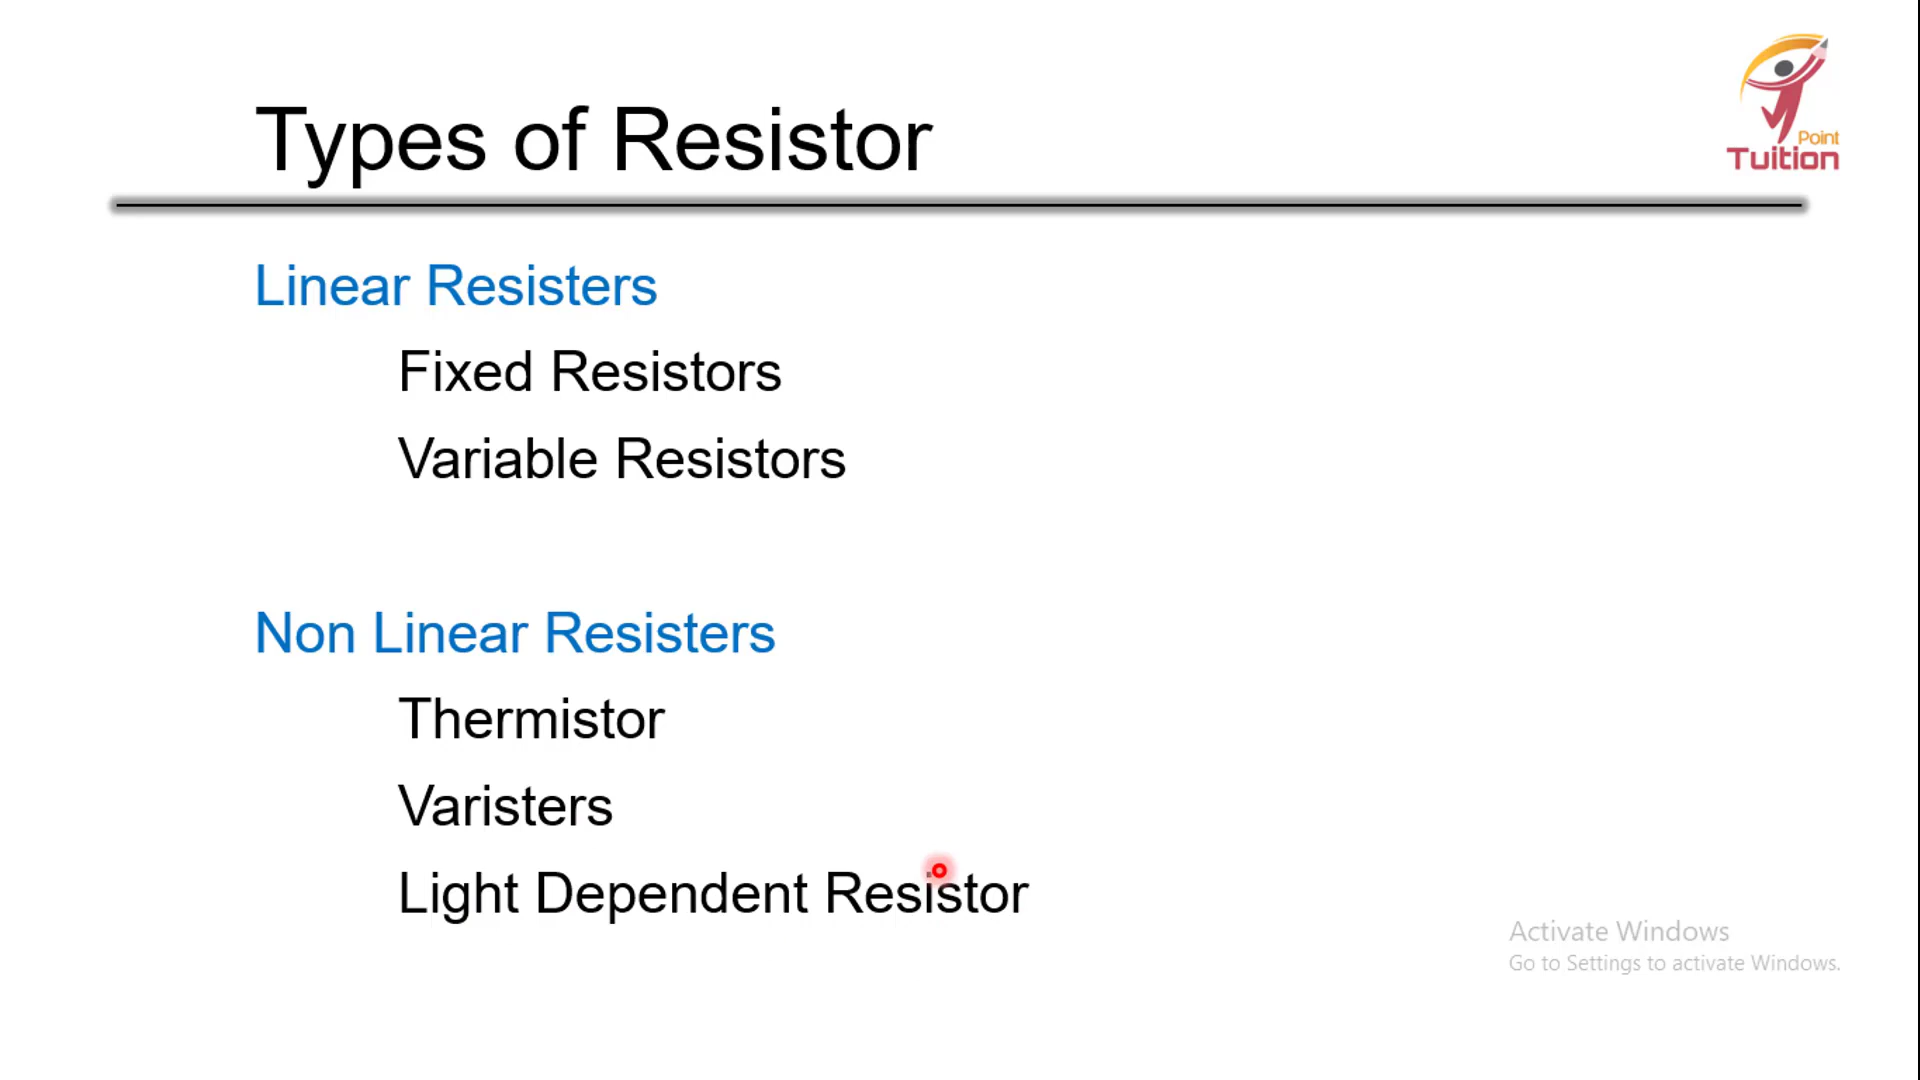 Types of Resistor
Point
Tuition
Linear Resisters
Fixed Resistors
Variable Resistors
Non Linear Resisters
Thermistor
Varisters
Light Dependent Resistor
Activate Windows
Go to Settings to activate Windows.